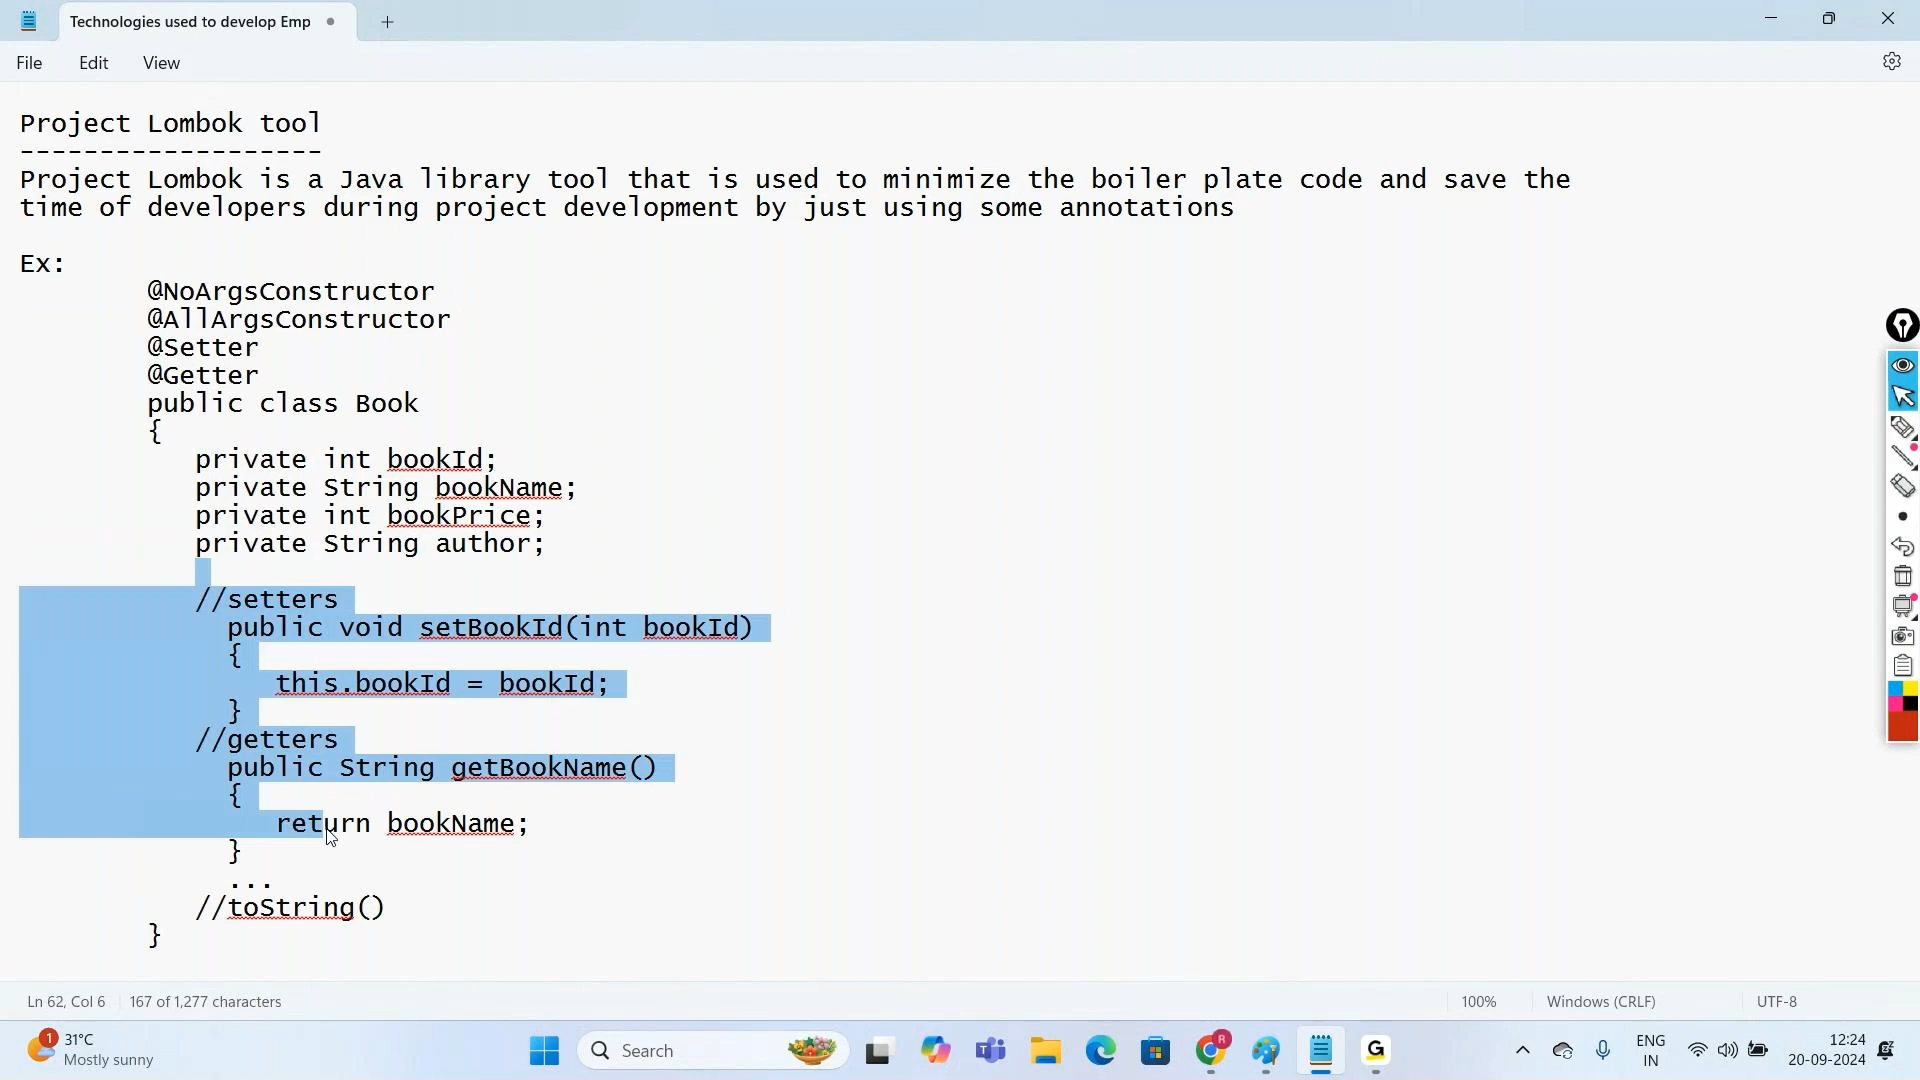 Technologies used to develop Emp
File Edit View
Project Lombok tool
-------------------
Project Lombok is a Java library tool that is used to minimize the boiler plate code and save the
time of developers during project development by just using some annotations
Ex:
@NoArgsConstructor
@AllArgsConstructor
@Setter
@Getter
public class Book
{
private int bookId;
private String bookName;
private int bookPrice;
private String author;
//setters
public void setBookId(int bookId)
{
this.bookId = bookId;
}
//getters
public String getBookName()
{
return bookName;
}
...
//toString()
}
Ln 62, Col 6 167 of 1,277 characters 100% Windows (CRLF) UTF-8
1 31°C
Mostly sunny
Search
R
G
ENG
IN
12:24
20-09-2024